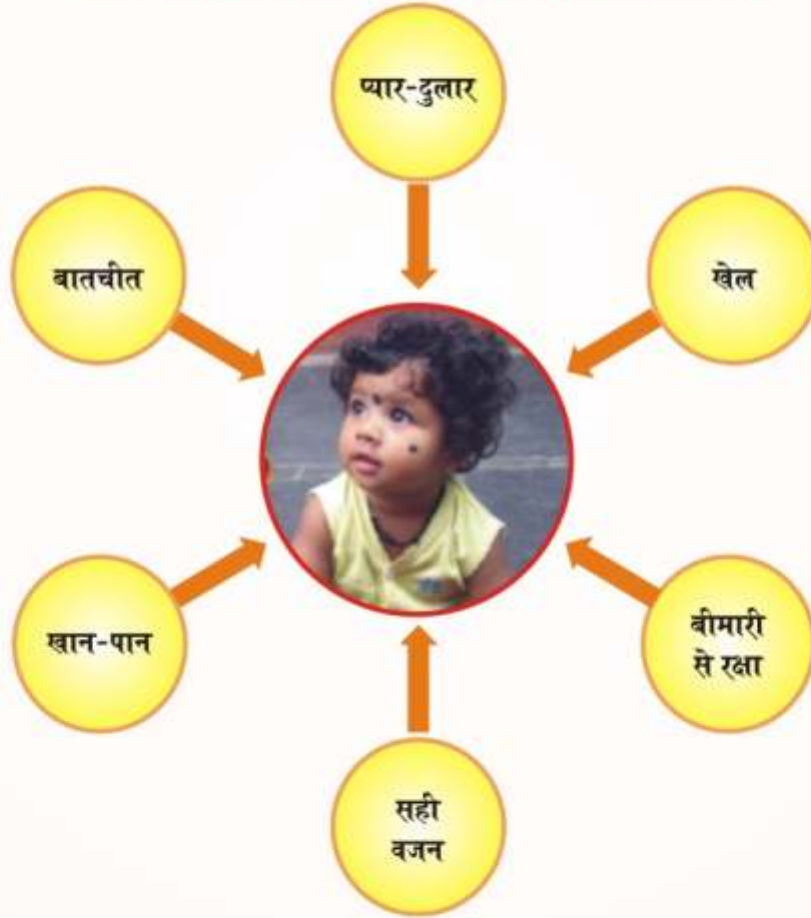 प्यार-दुलार
बातचीत
खेल
खान-पान
बीमारी
से रक्षा
सही
वजन